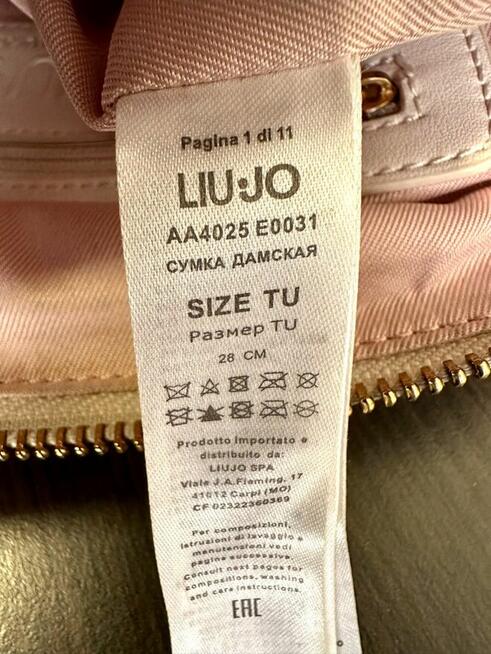 Pagina 1 di 11
LIU·JO
AA4025 E0031
СУМКА ДАМСКАЯ
SIZE TU
Размер TU
28 CM
Prodotto importato e
distribuito da:
LIUJO SPA
Viale J.A.Fleming, 17
41012 Carpi (MO)
CF 02322360369
Per composizioni,
istruzioni di lavaggio e
manutenzioni vedi
pagine successive.
Consult next pages for
compositions, washing
and care instructions.
EAC